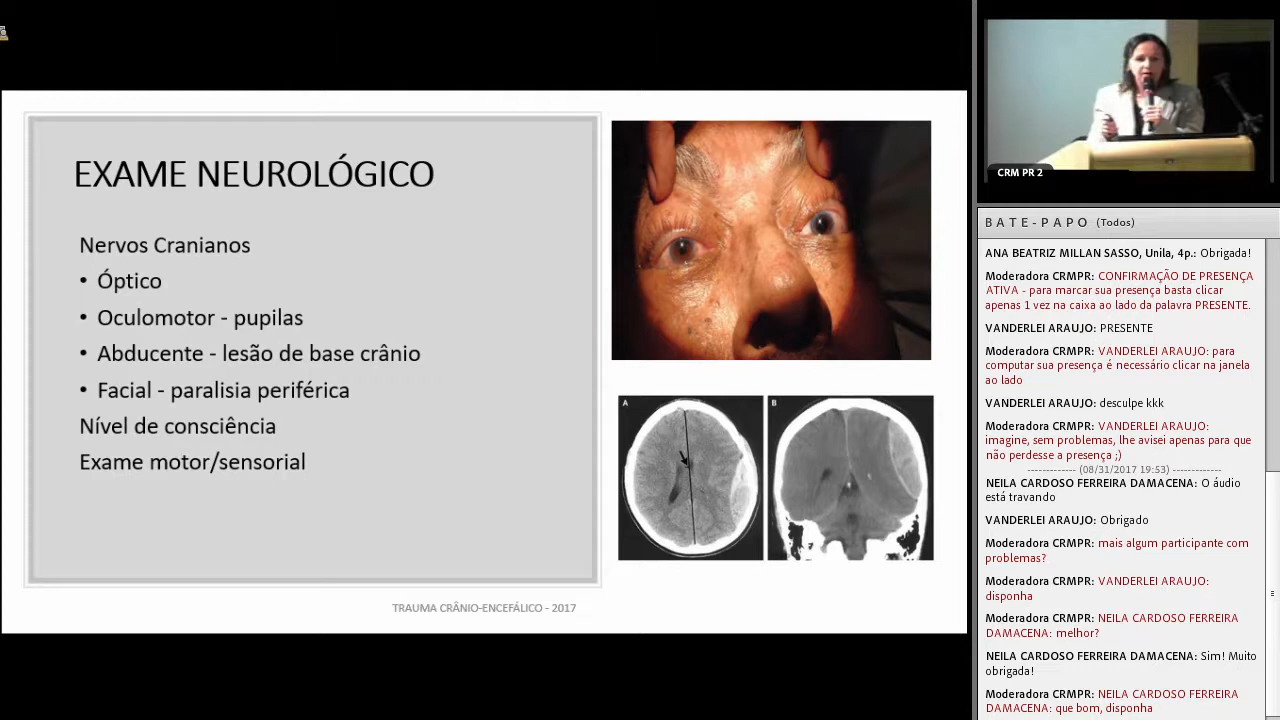 EXAME NEUROLÓGICO
Nervos Cranianos
• Óptico
• Oculomotor - pupilas
• Abducente - lesão de base crânio
• Facial - paralisia periférica
Nível de consciência
Exame motor/sensorial
A
B
TRAUMA CRÂNIO-ENCEFÁLICO - 2017
CRM PR 2
BATE-PAPO (Todos)
ANA BEATRIZ MILLAN SASSO, Unila, 4p.: Obrigada!
Moderadora CRMPR: CONFIRMAÇÃO DE PRESENÇA
ATIVA - para marcar sua presença basta clicar
apenas 1 vez na caixa ao lado da palavra PRESENTE.
VANDERLEI ARAUJO: PRESENTE
Moderadora CRMPR: VANDERLEI ARAUJO: para
computar sua presença é necessário clicar na janela
ao lado
VANDERLEI ARAUJO: desculpe kkk
Moderadora CRMPR: VANDERLEI ARAUJO:
imagine, sem problemas, lhe avisei apenas para que
não perdesse a presença ;)
------------- (08/31/2017 19:53) -------------
NEILA CARDOSO FERREIRA DAMACENA: O áudio
está travando
VANDERLEI ARAUJO: Obrigado
Moderadora CRMPR: mais algum participante com
problemas?
Moderadora CRMPR: VANDERLEI ARAUJO:
disponha
Moderadora CRMPR: NEILA CARDOSO FERREIRA
DAMACENA: melhor?
NEILA CARDOSO FERREIRA DAMACENA: Sim! Muito
obrigada!
Moderadora CRMPR: NEILA CARDOSO FERREIRA
DAMACENA: que bom, disponha